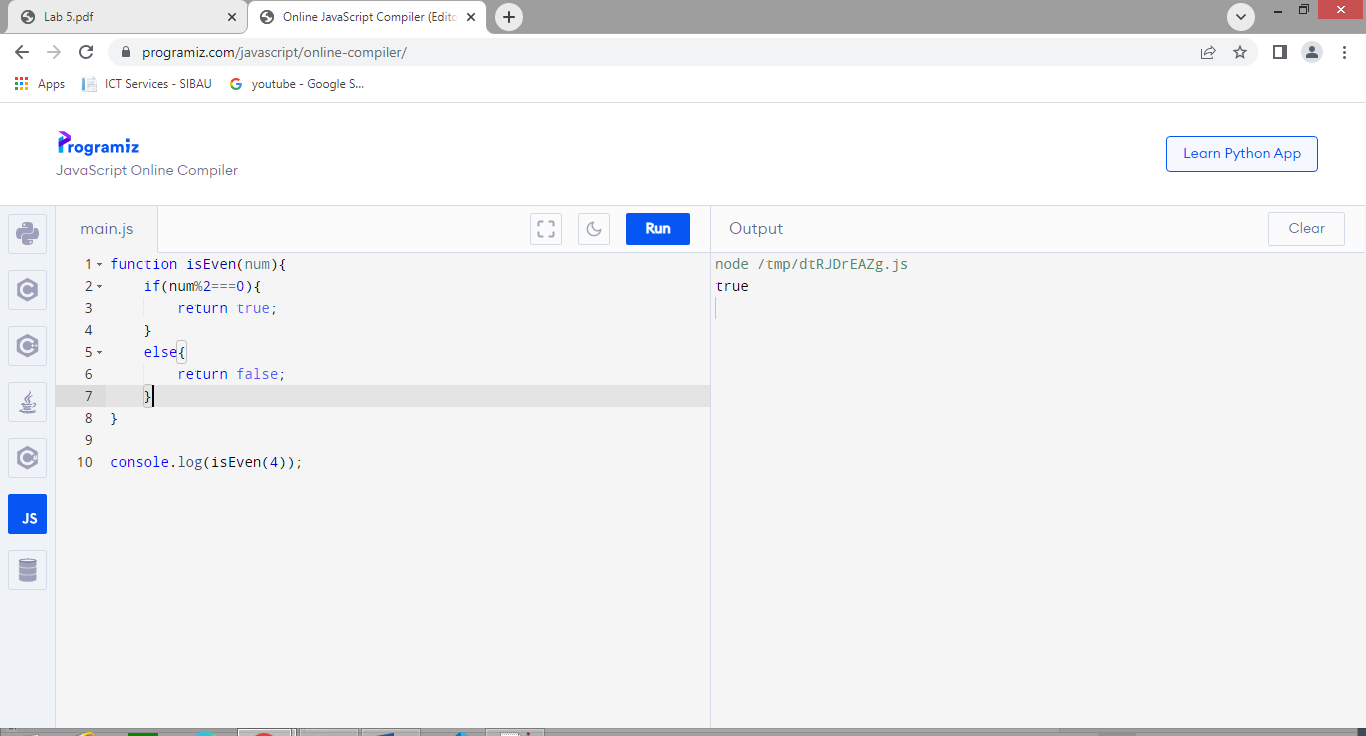 Lab 5.pdf
Online JavaScript Compiler (Edito
programiz.com/javascript/online-compiler/
Apps
ICT Services - SIBAU
youtube - Google S...
Programiz
JavaScript Online Compiler
Learn Python App
main.js
Run
Output
Clear
1 function isEven(num){
2 if(num%2===0){
3 return true;
4 }
5 else{
6 return false;
7 }
8 }
9
10 console.log(isEven(4));
JS
node /tmp/dtRJDrEAZg.js
true